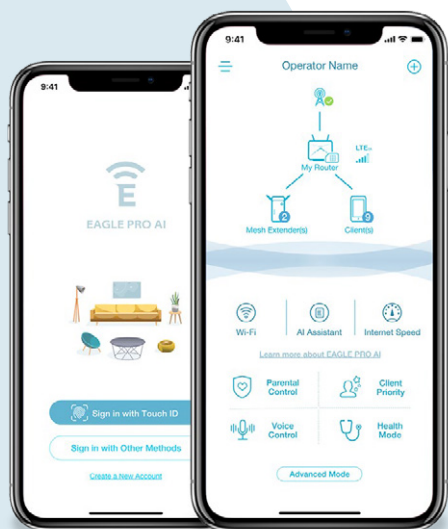 9:41
EAGLE PRO AI
Sign in with Touch ID
Sign in with Other Methods
Create a New Account
9:41
Operator Name
LTE
My Router
2
9
Mesh Extender(s)
Client(s)
Wi-Fi
AI Assistant
Internet Speed
Learn more about EAGLE PRO AI
Parental
Control
Client
Priority
Voice
Control
Health
Mode
Advanced Mode